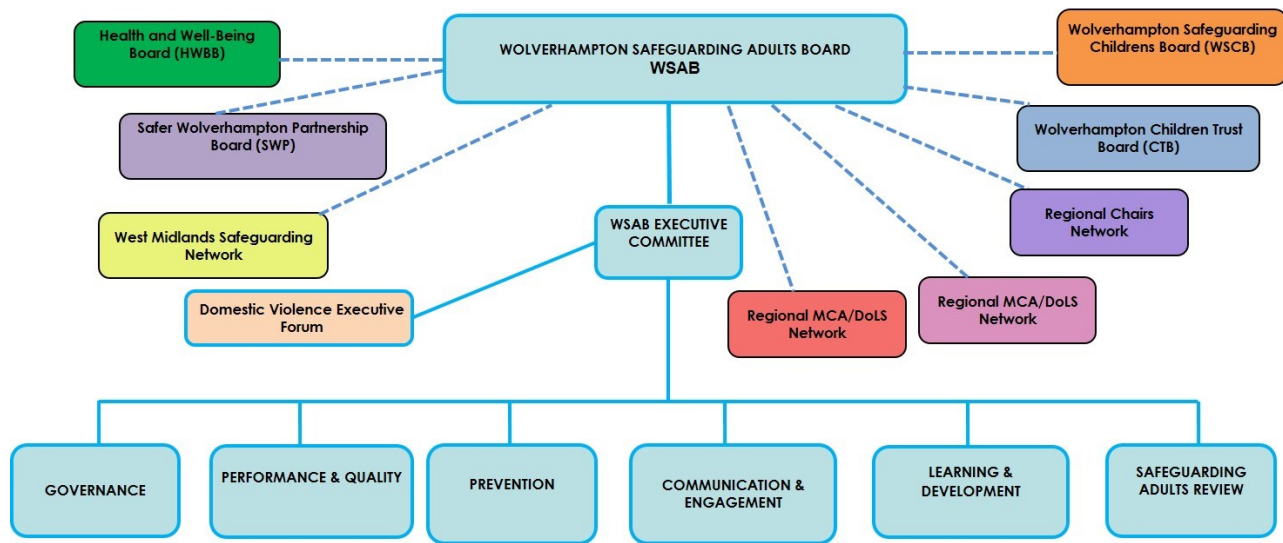 Health and Well-Being
Board (HWBB)
WOLVERHAMPTON SAFEGUARDING ADULTS BOARD
WSAB
Wolverhampton Safeguarding
Childrens Board (WSCB)
Safer Wolverhampton Partnership
Board (SWP)
Wolverhampton Children Trust
Board (CTB)
West Midlands Safeguarding
Network
WSAB EXECUTIVE
COMMITTEE
Regional Chairs
Network
Domestic Violence Executive
Forum
Regional MCA/DoLS
Network
Regional MCA/DoLS
Network
GOVERNANCE
PERFORMANCE & QUALITY
PREVENTION
COMMUNICATION &
ENGAGEMENT
LEARNING &
DEVELOPMENT
SAFEGUARDING
ADULTS REVIEW